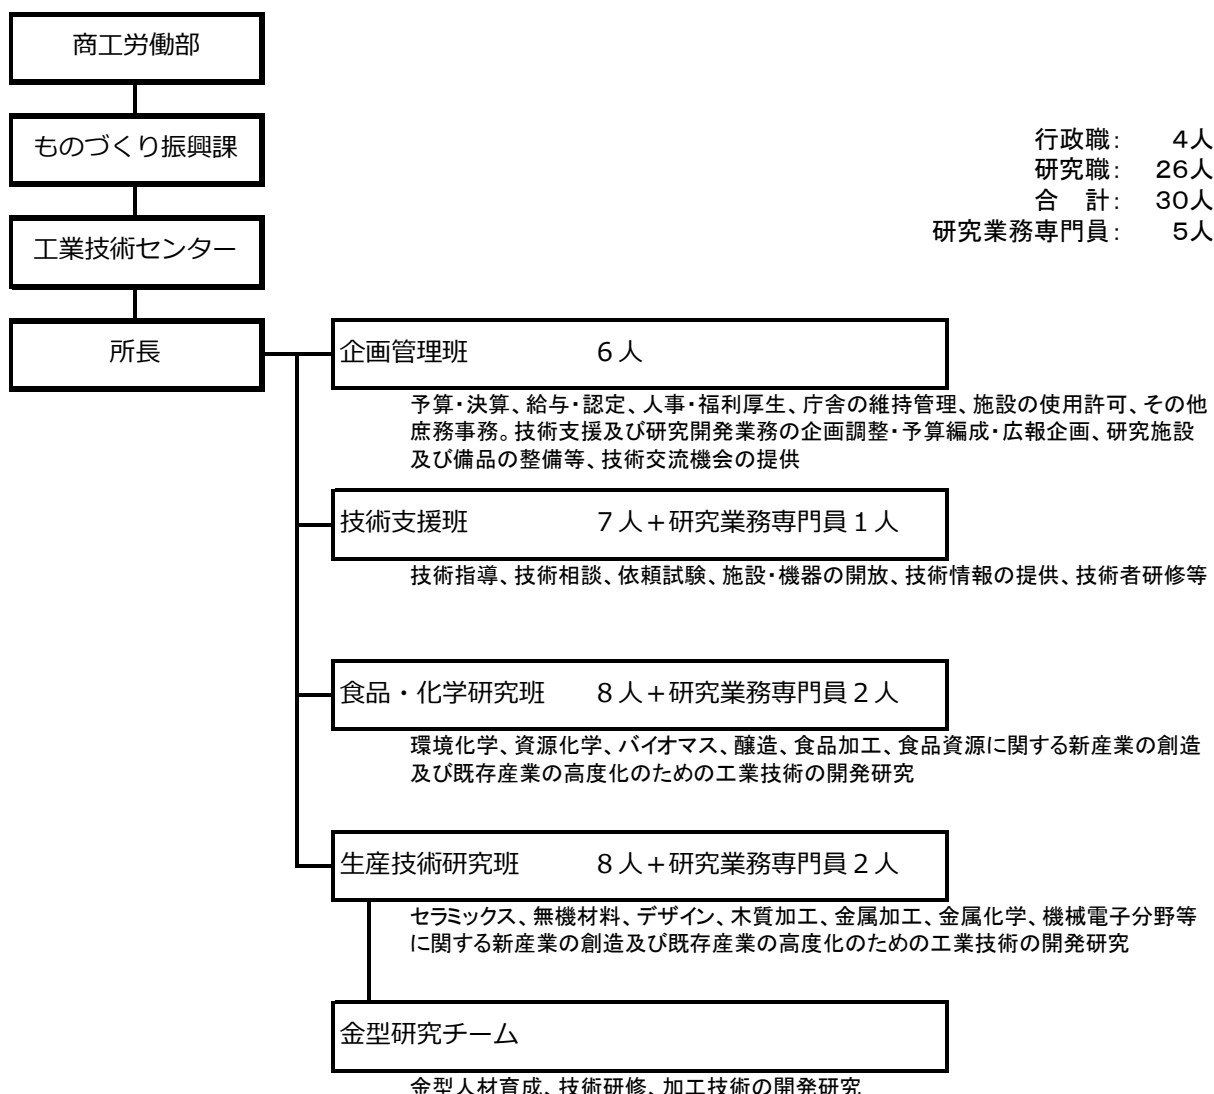 商工労働部
ものづくり振興課
行政職： 4人
研究職： 26人
合 計： 30人
研究業務専門員： 5人
工業技術センター
所長
企画管理班 6人
予算・決算、給与・認定、人事・福利厚生、庁舎の維持管理、施設の使用許可、その他
庶務事務。技術支援及び研究開発業務の企画調整・予算編成・広報企画、研究施設
及び備品の整備等、技術交流機会の提供
技術支援班 7人＋研究業務専門員1人
技術指導、技術相談、依頼試験、施設・機器の開放、技術情報の提供、技術者研修等
食品・化学研究班 8人＋研究業務専門員2人
環境化学、資源化学、バイオマス、醸造、食品加工、食品資源に関する新産業の創造
及び既存産業の高度化のための工業技術の開発研究
生産技術研究班 8人＋研究業務専門員2人
セラミックス、無機材料、デザイン、木質加工、金属加工、金属化学、機械電子分野等
に関する新産業の創造及び既存産業の高度化のための工業技術の開発研究
金型研究チーム
金型人材育成、技術研修、加工技術の開発研究